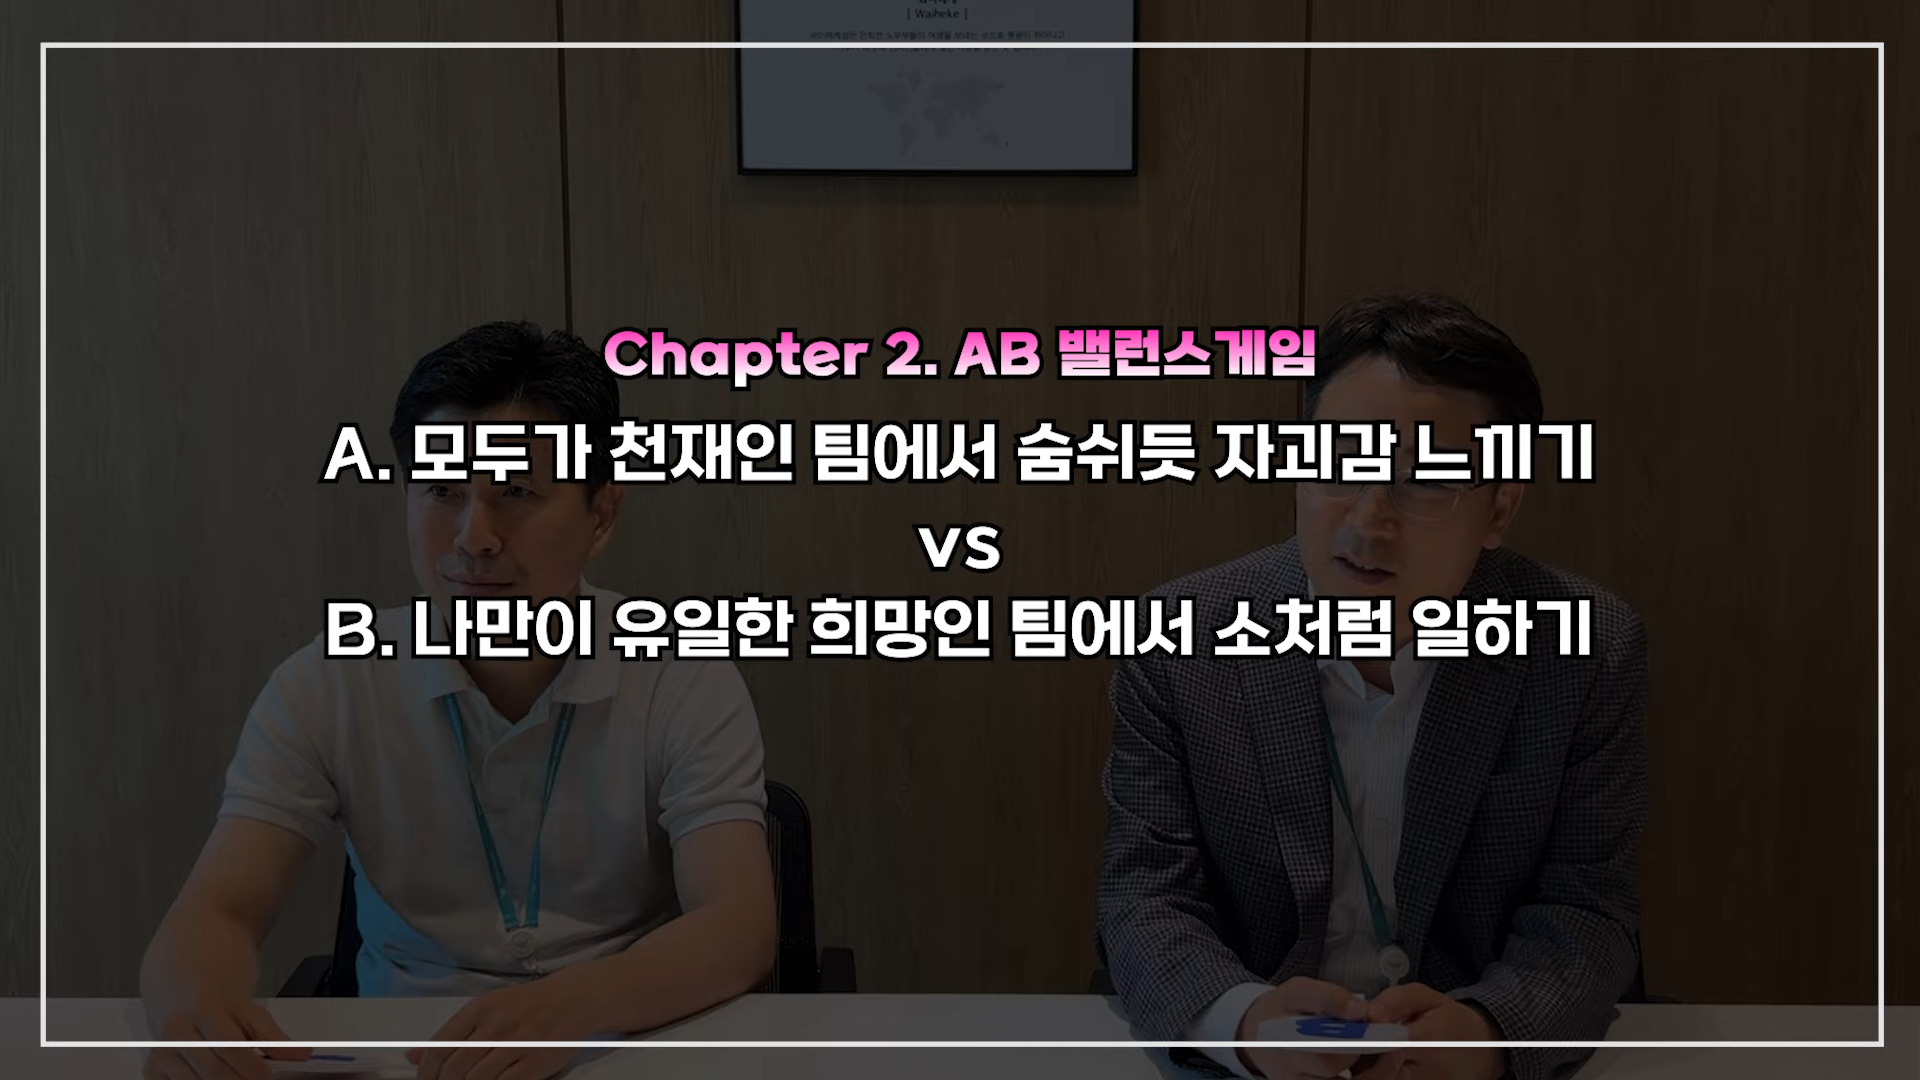 [ Waiheke ]
Chapter 2. AB 밸런스게임
A. 모두가 천재인 팀에서 숨쉬듯 자괴감 느끼기
vs
B. 나만이 유일한 희망인 팀에서 소처럼 일하기